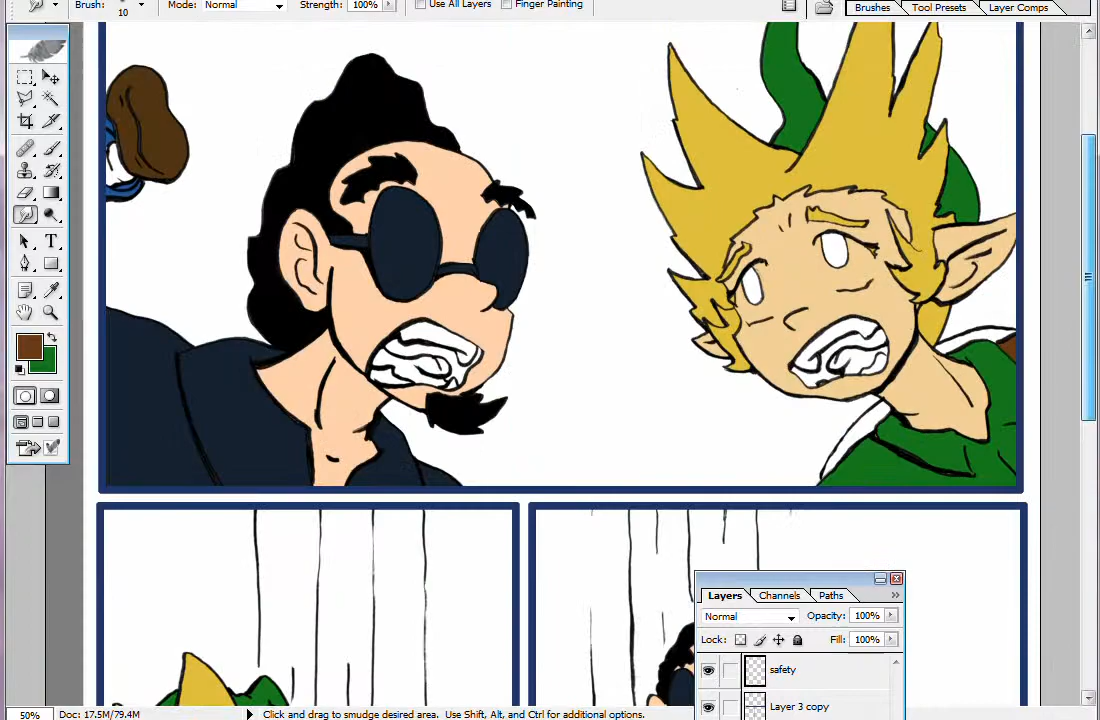 Brush: 10 Mode: Normal Strength: 100% Use All Layers Finger Painting Brushes Tool Presets Layer Comps
T
Layers Channels Paths
Normal Opacity: 100%
Lock: Fill: 100%
safety
Layer 3 copy
50% Doc: 17.5M/79.4M Click and drag to smudge desired area. Use Shift, Alt, and Ctrl for additional options.